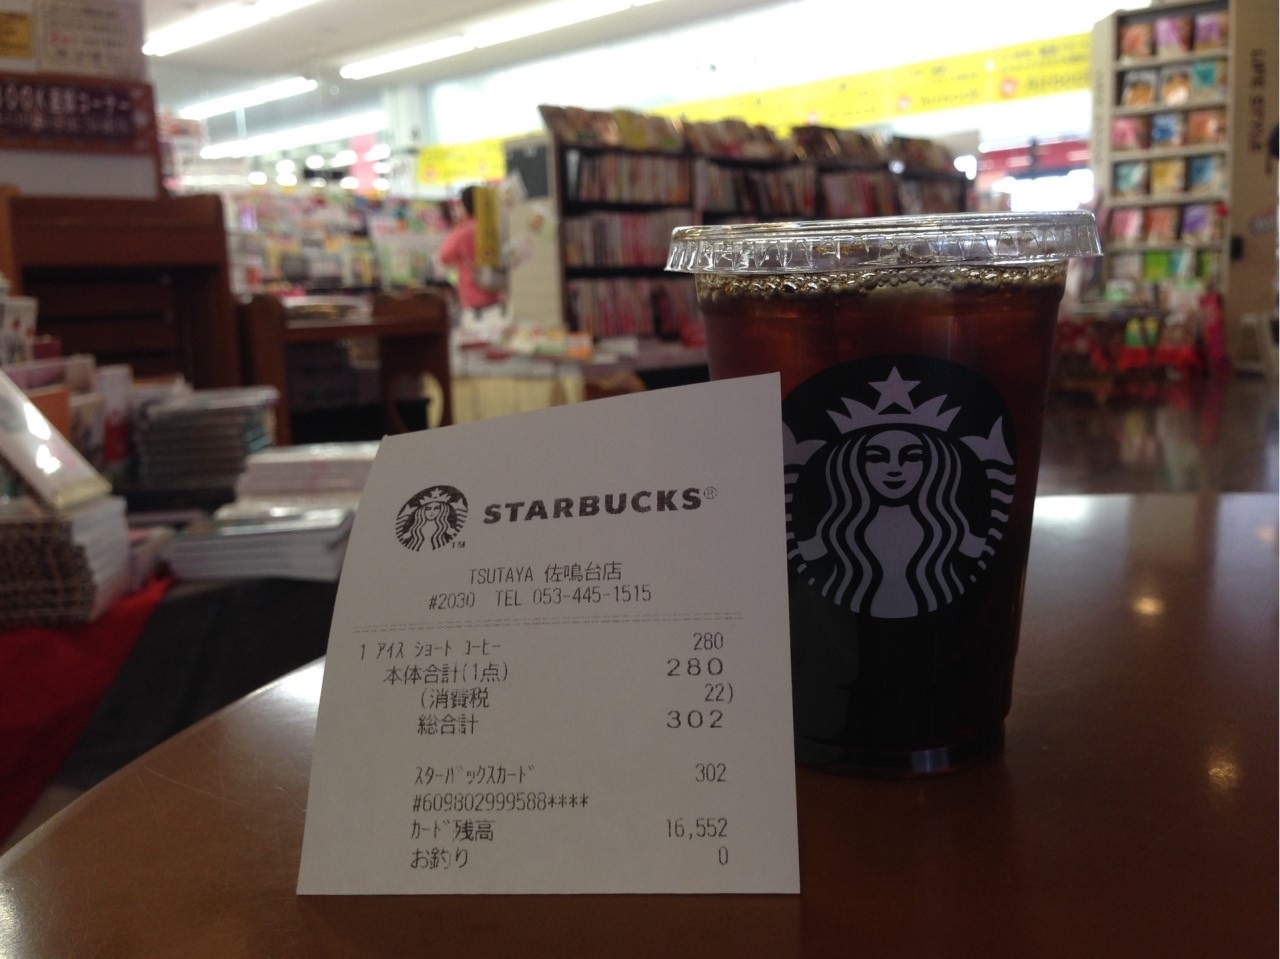 STARBUCKS®
TM
TSUTAYA 佐鳴台店
#2030 TEL 053-445-1515
1 アイス ショート コーヒー 280
本体合計(1点) 280
(消費税 22)
総合計 302
スターバックスカード 302
#609802999588****
カード残高 16,552
お釣り 0